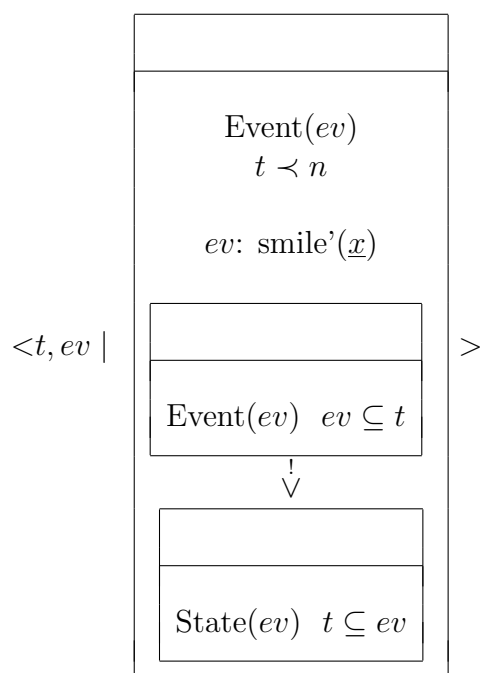 Event(ev)
t ≺ n
ev: smile’(x)
<t, ev | >
Event(ev) ev ⊆ t
!
∨
State(ev) t ⊆ ev